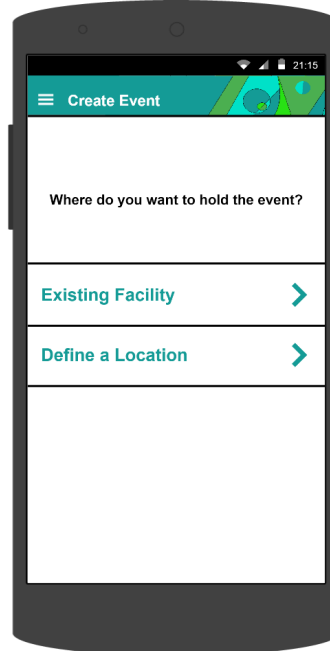 21:15
Create Event
Where do you want to hold the event?
Existing Facility
Define a Location